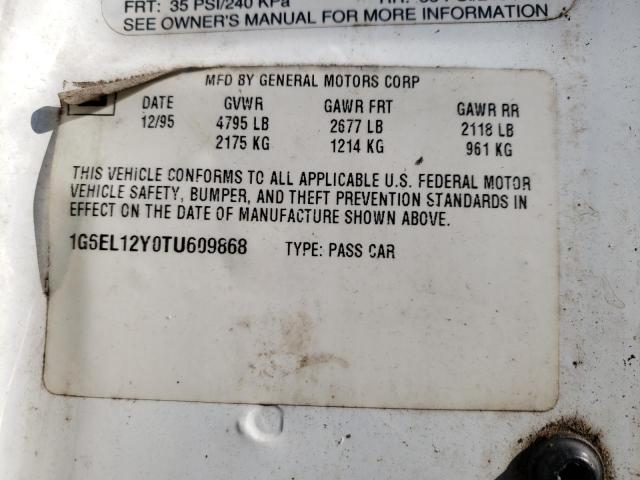 FRT: 35 PSI/240 KPa
SEE OWNER'S MANUAL FOR MORE INFORMATION
MFD BY GENERAL MOTORS CORP
DATE GVWR GAWR FRT GAWR RR
12/95 4795 LB 2677 LB 2118 LB
2175 KG 1214 KG 961 KG
THIS VEHICLE CONFORMS TO ALL APPLICABLE U.S. FEDERAL MOTOR
VEHICLE SAFETY, BUMPER, AND THEFT PREVENTION STANDARDS IN
EFFECT ON THE DATE OF MANUFACTURE SHOWN ABOVE.
1G6EL12Y0TU609868 TYPE: PASS CAR